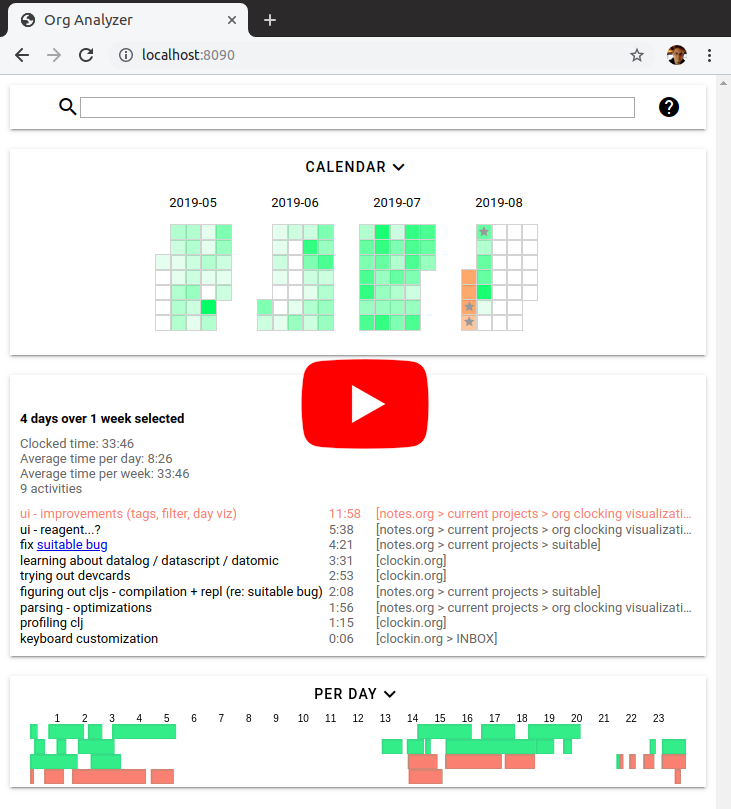 Org Analyzer
localhost:8090
CALENDAR
2019-05 2019-06 2019-07 2019-08
4 days over 1 week selected
Clocked time: 33:46
Average time per day: 8:26
Average time per week: 33:46
9 activities
ui - improvements (tags, filter, day viz) 11:58 [notes.org > current projects > org clocking visualizati...
ui - reagent...? 5:38 [notes.org > current projects > org clocking visualizati...
fix suitable bug 4:21 [notes.org > current projects > suitable]
learning about datalog / datascript / datomic 3:31 [clockin.org]
trying out devcards 2:53 [clockin.org]
figuring out cljs - compilation + repl (re: suitable bug) 2:08 [notes.org > current projects > suitable]
parsing - optimizations 1:56 [notes.org > current projects > org clocking visualizati...
profiling clj 1:15 [clockin.org]
keyboard customization 0:06 [clockin.org > INBOX]
PER DAY
1 2 3 4 5 6 7 8 9 10 11 12 13 14 15 16 17 18 19 20 21 22 23